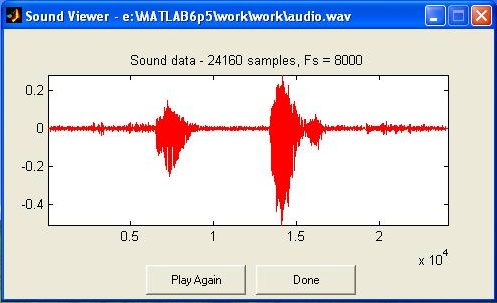 Sound Viewer - e:\MATLAB6p5\work\work\audio.wav
Sound data - 24160 samples, Fs = 8000
0.2
0
-0.2
-0.4
0.5 1 1.5 2
x 10^4
Play Again Done